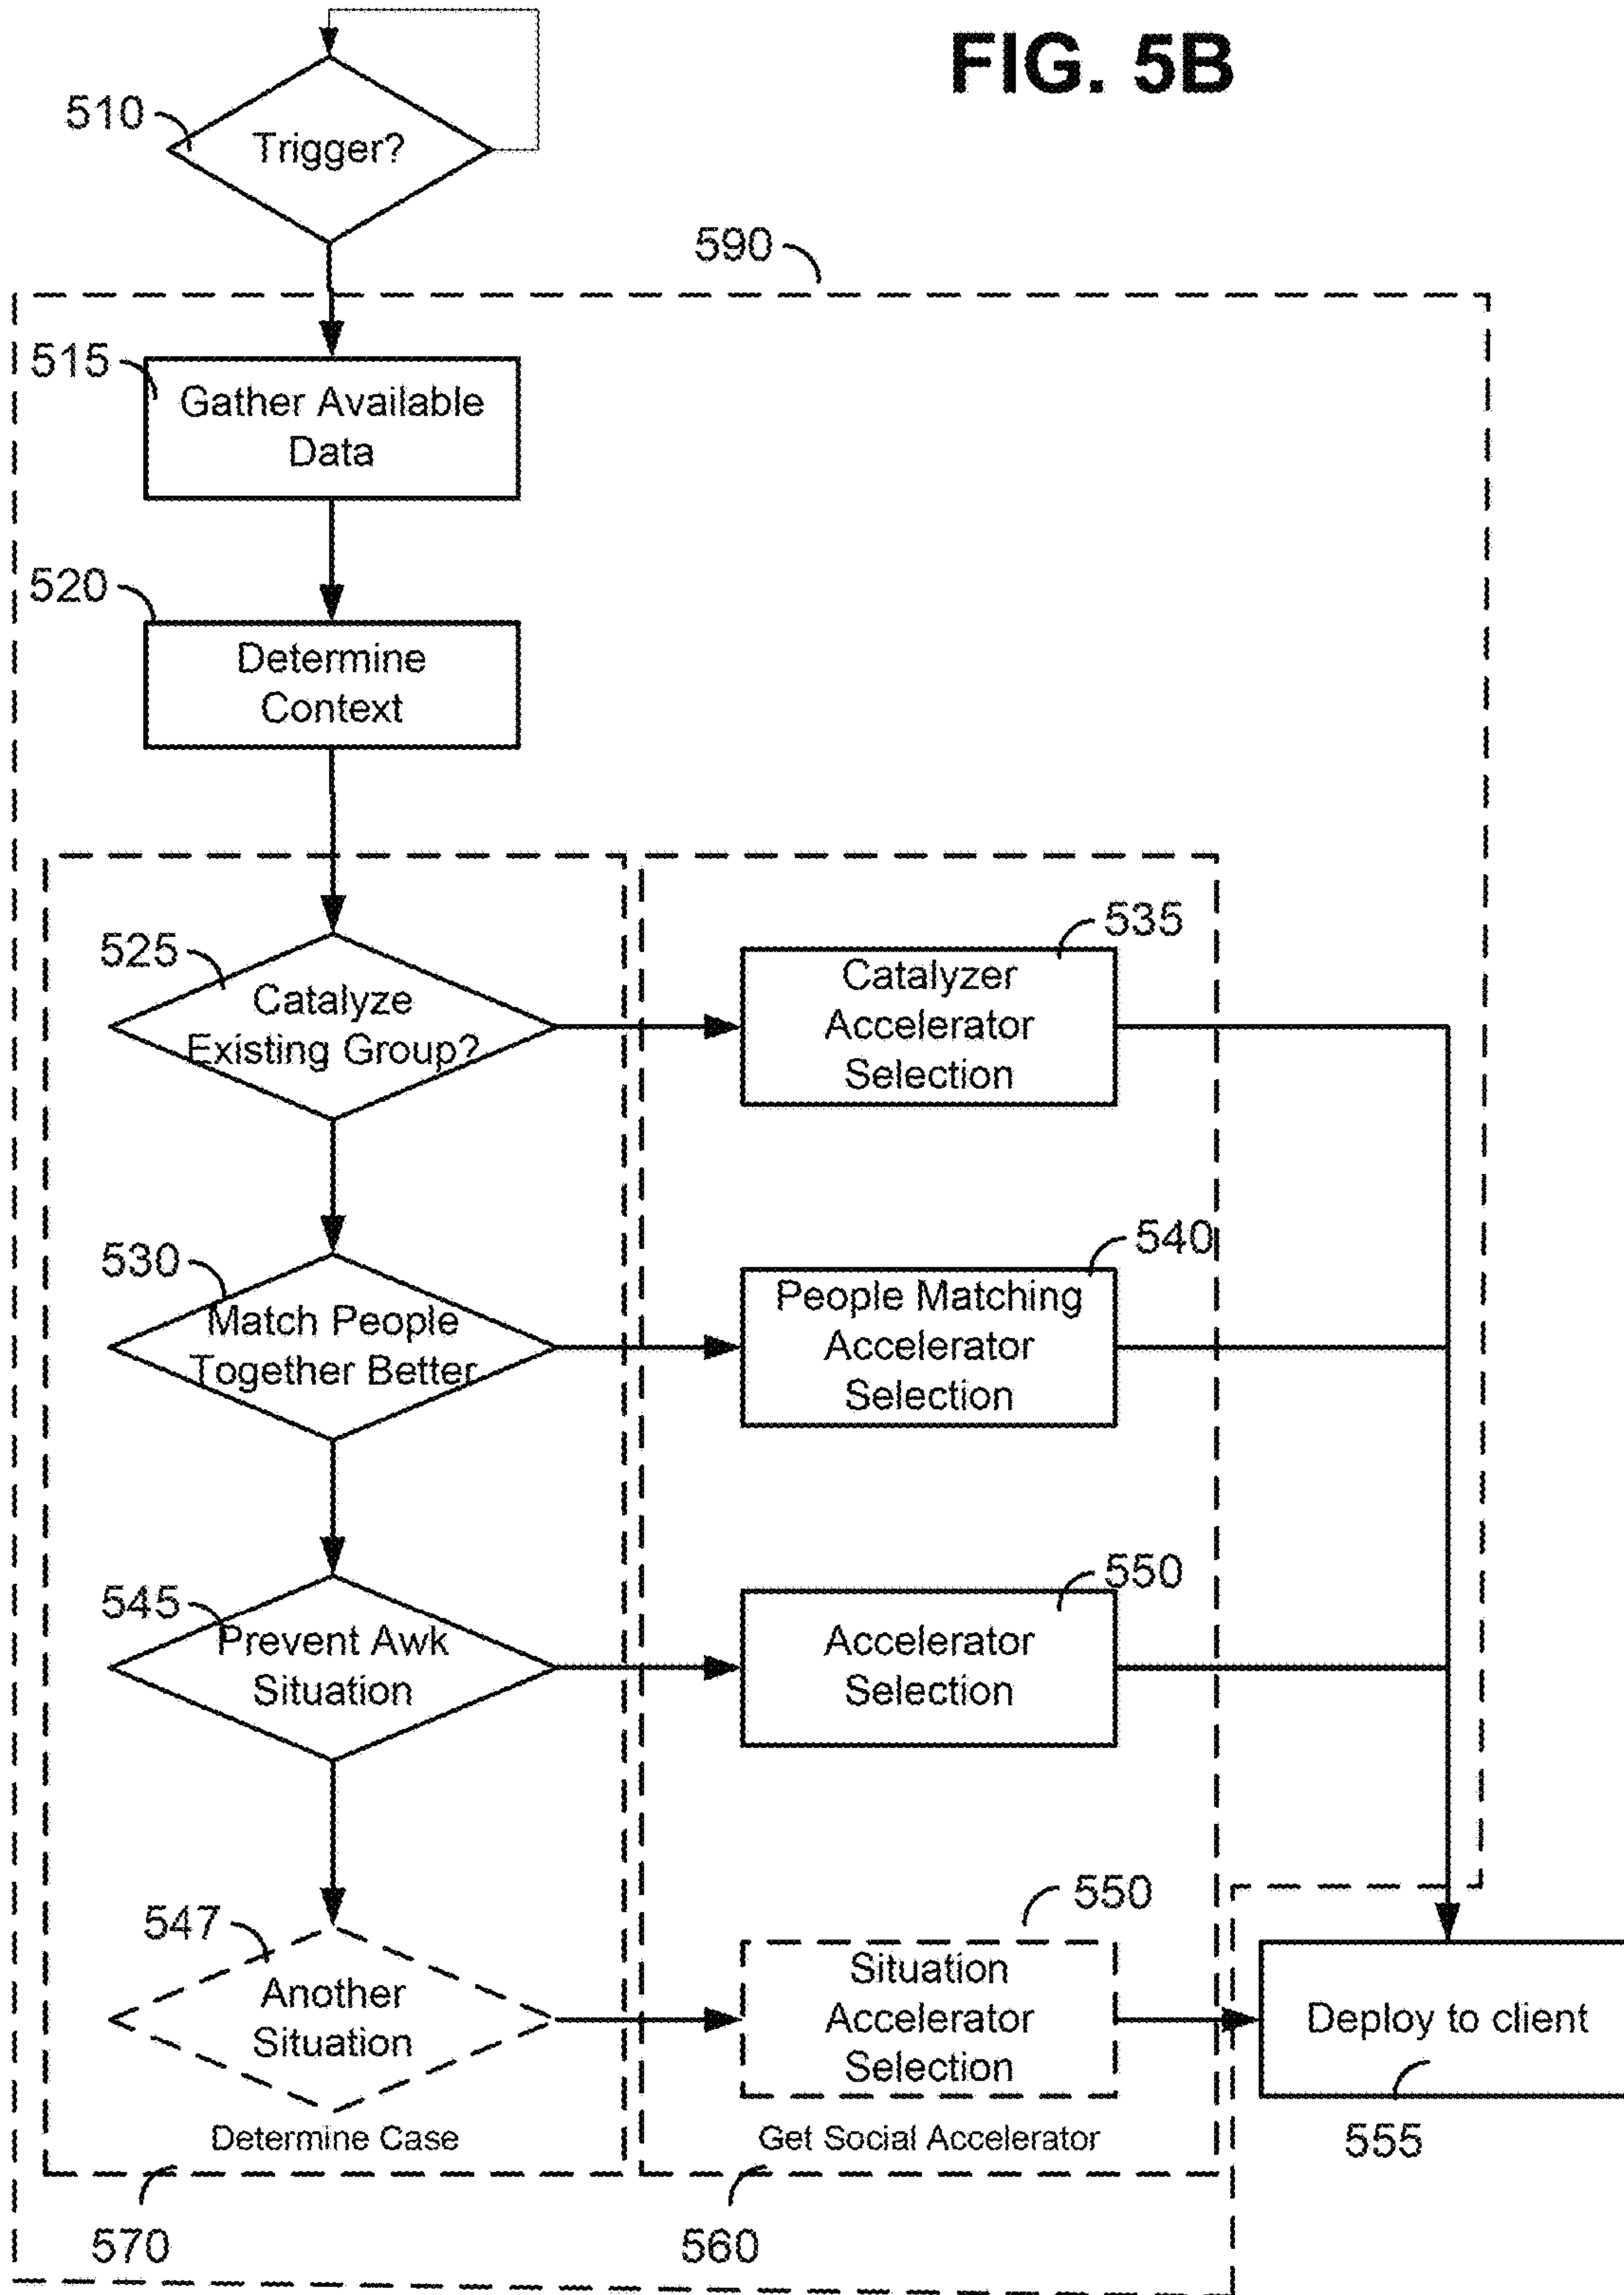 FIG. 5B
510
Trigger?
590
515
Gather Available
Data
520
Determine
Context
525
Catalyze
Existing Group?
535
Catalyzer
Accelerator
Selection
530
Match People
Together Better
540
People Matching
Accelerator
Selection
545
Prevent Awk
Situation
550
Accelerator
Selection
547
Another
Situation
550
Situation
Accelerator
Selection
Deploy to client
555
Determine Case
Get Social Accelerator
570
560